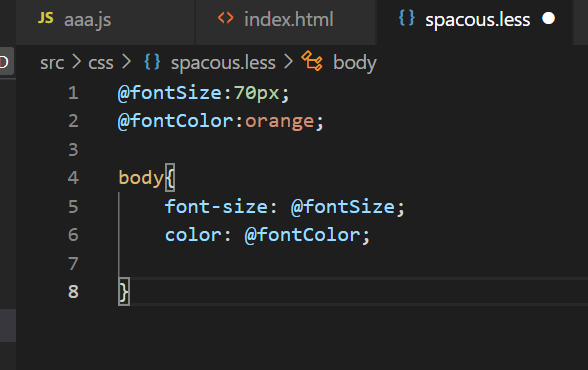 JS aaa.js <> index.html {} spacous.less
D
src > css > {} spacous.less > body
1 @fontSize:70px;
2 @fontColor:orange;
3
4 body{
5     font-size: @fontSize;
6     color: @fontColor;
7
8 }